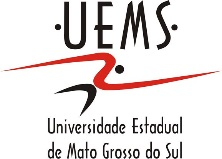 ·UEMS·
Universidade Estadual
de Mato Grosso do Sul